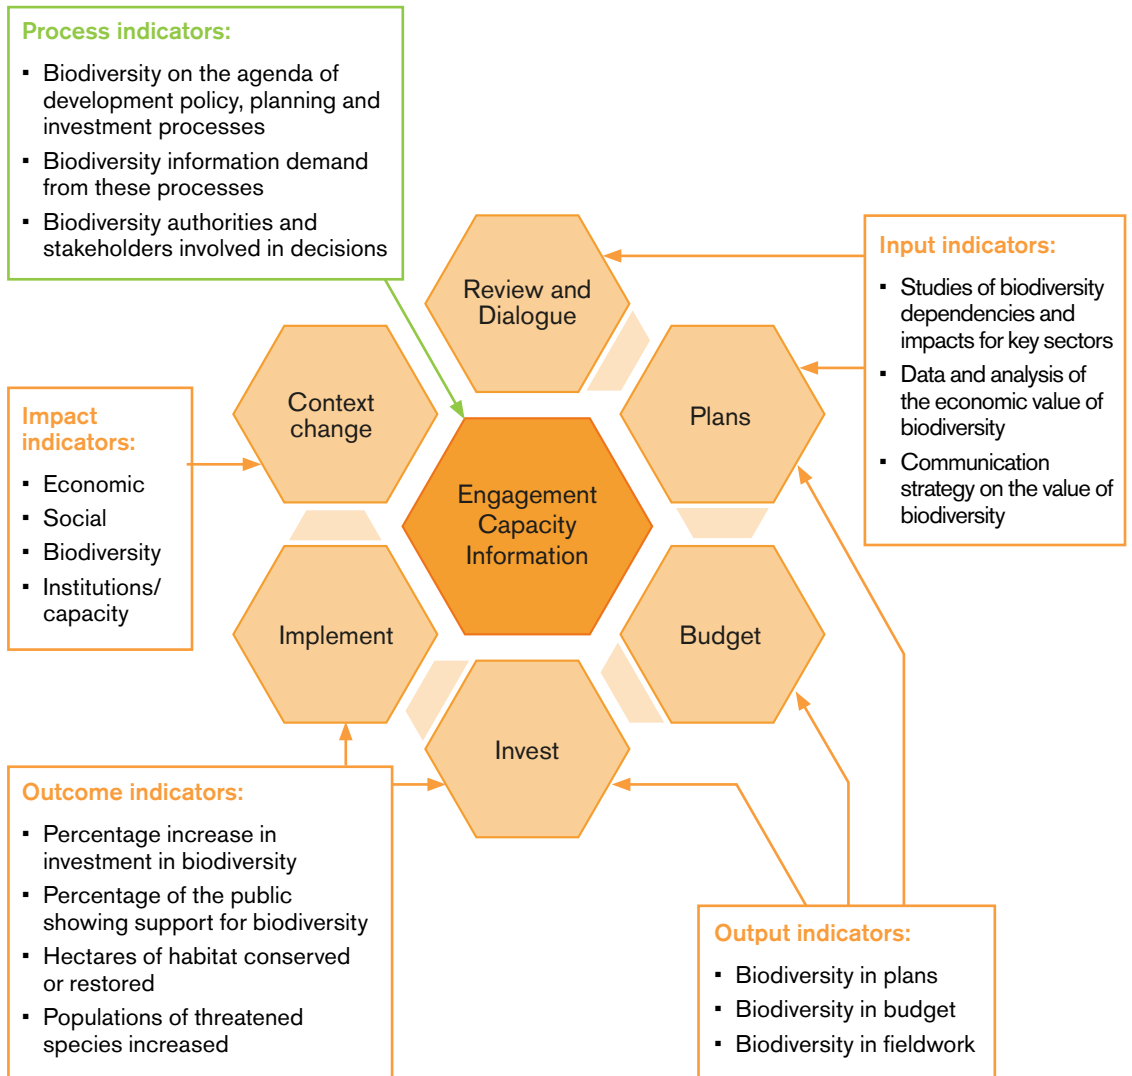 Process indicators:
▪ Biodiversity on the agenda of
development policy, planning and
investment processes
▪ Biodiversity information demand
from these processes
▪ Biodiversity authorities and
stakeholders involved in decisions
Review and
Dialogue
Input indicators:
▪ Studies of biodiversity
dependencies and
impacts for key sectors
▪ Data and analysis of
the economic value of
biodiversity
▪ Communication
strategy on the value of
biodiversity
Context
change
Plans
Impact
indicators:
▪ Economic
▪ Social
▪ Biodiversity
▪ Institutions/
capacity
Engagement
Capacity
Information
Implement
Budget
Invest
Outcome indicators:
▪ Percentage increase in
investment in biodiversity
▪ Percentage of the public
showing support for biodiversity
▪ Hectares of habitat conserved
or restored
▪ Populations of threatened
species increased
Output indicators:
▪ Biodiversity in plans
▪ Biodiversity in budget
▪ Biodiversity in fieldwork